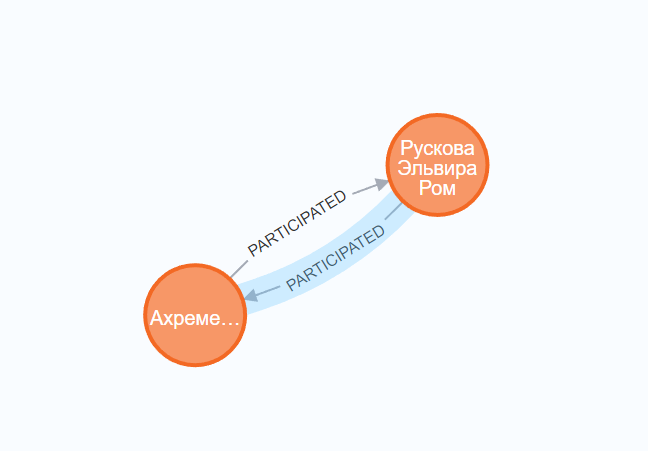 Рускова
Эльвира
Ром
PARTICIPATED
PARTICIPATED
Ахреме…